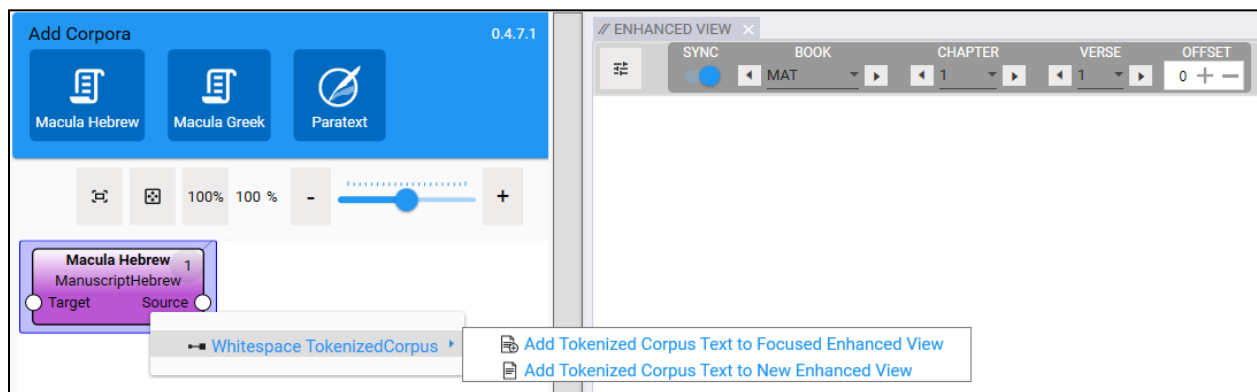 Add Corpora 0.4.7.1
Macula Hebrew Macula Greek Paratext
100% 100 % - +
Macula Hebrew 1
ManuscriptHebrew
Target Source
Whitespace TokenizedCorpus
// ENHANCED VIEW ×
SYNC BOOK CHAPTER VERSE OFFSET
MAT 1 1 0 + −
Add Tokenized Corpus Text to Focused Enhanced View
Add Tokenized Corpus Text to New Enhanced View